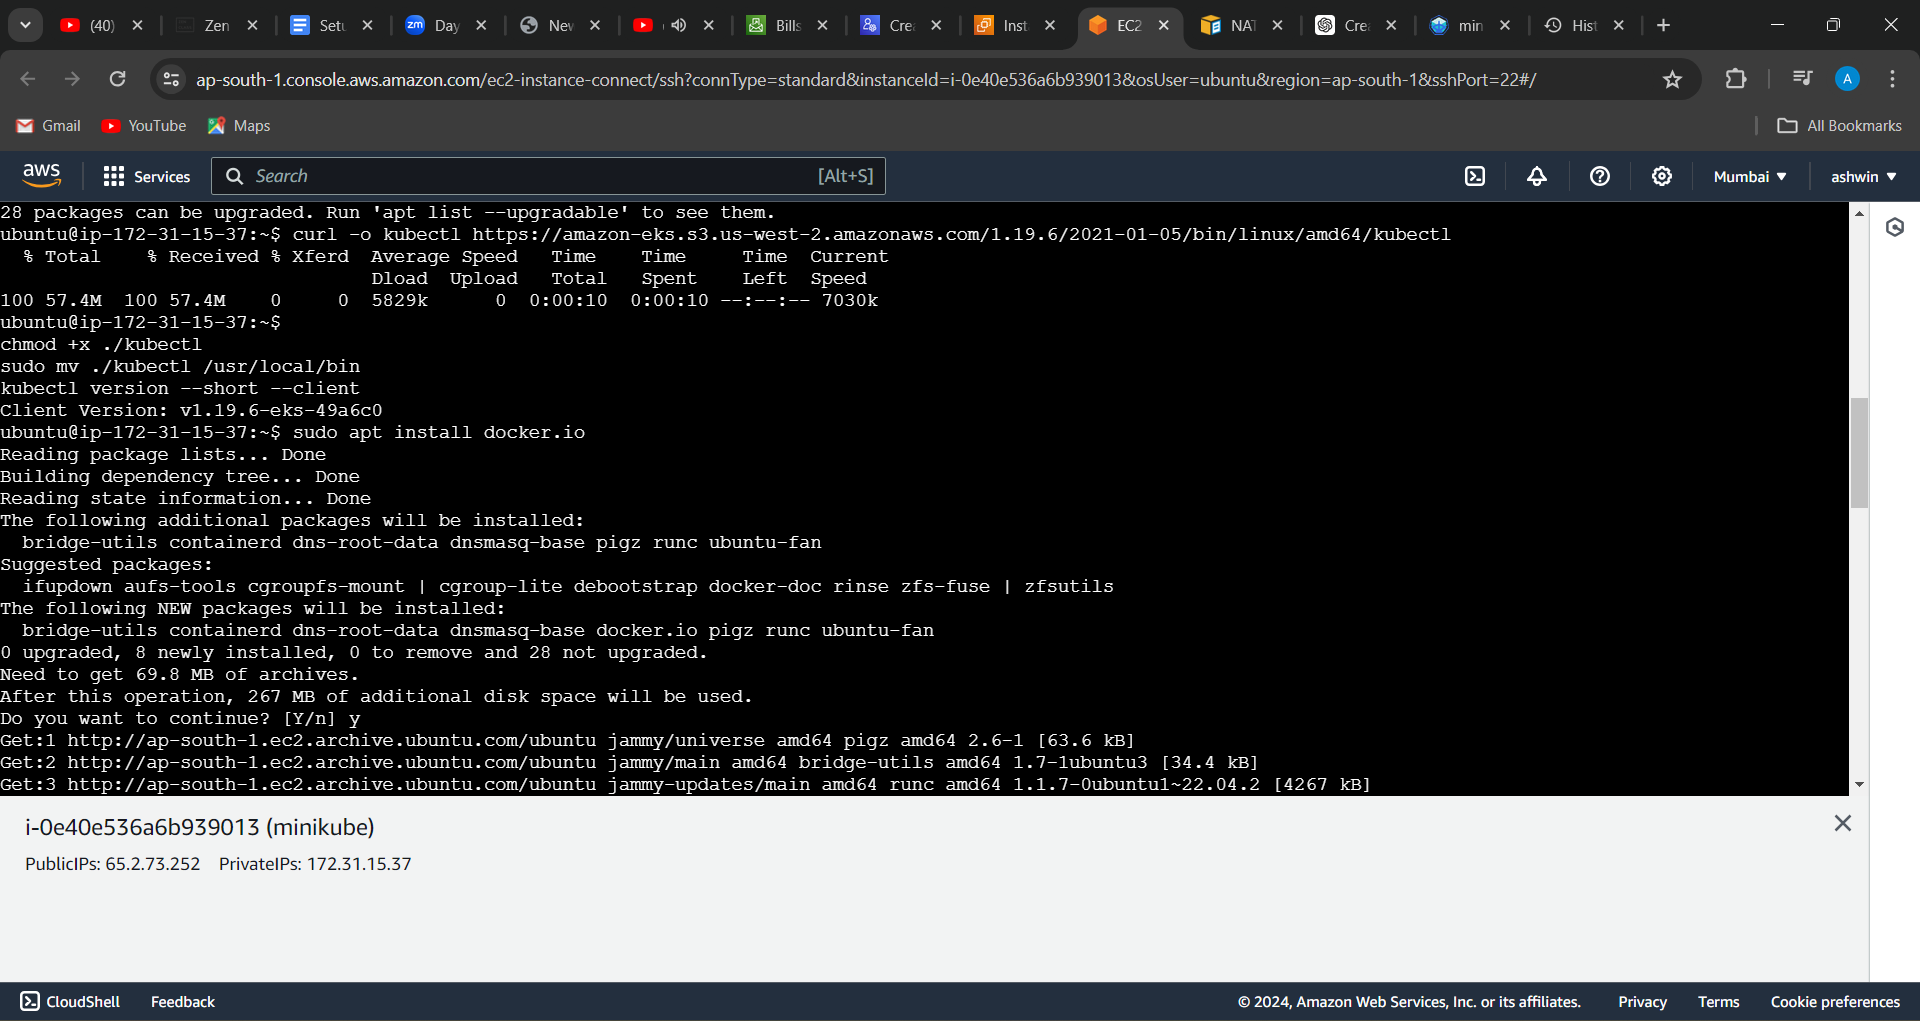 (40)
Zen
Setu
zm Day
New
Bills
Cre
Inst
EC2
NAT
Cre
min
Hist
ap-south-1.console.aws.amazon.com/ec2-instance-connect/ssh?connType=standard&instanceId=i-0e40e536a6b939013&osUser=ubuntu&region=ap-south-1&sshPort=22#/
A
Gmail YouTube Maps All Bookmarks
aws Services Search [Alt+S] Mumbai ashwin
28 packages can be upgraded. Run 'apt list --upgradable' to see them.
ubuntu@ip-172-31-15-37:~$ curl -o kubectl https://amazon-eks.s3.us-west-2.amazonaws.com/1.19.6/2021-01-05/bin/linux/amd64/kubectl
% Total % Received % Xferd Average Speed Time Time Time Current
Dload Upload Total Spent Left Speed
100 57.4M 100 57.4M 0 0 5829k 0 0:00:10 0:00:10 --:--:-- 7030k
ubuntu@ip-172-31-15-37:~$
chmod +x ./kubectl
sudo mv ./kubectl /usr/local/bin
kubectl version --short --client
Client Version: v1.19.6-eks-49a6c0
ubuntu@ip-172-31-15-37:~$ sudo apt install docker.io
Reading package lists... Done
Building dependency tree... Done
Reading state information... Done
The following additional packages will be installed:
bridge-utils containerd dns-root-data dnsmasq-base pigz runc ubuntu-fan
Suggested packages:
ifupdown aufs-tools cgroupfs-mount | cgroup-lite debootstrap docker-doc rinse zfs-fuse | zfsutils
The following NEW packages will be installed:
bridge-utils containerd dns-root-data dnsmasq-base docker.io pigz runc ubuntu-fan
0 upgraded, 8 newly installed, 0 to remove and 28 not upgraded.
Need to get 69.8 MB of archives.
After this operation, 267 MB of additional disk space will be used.
Do you want to continue? [Y/n] y
Get:1 http://ap-south-1.ec2.archive.ubuntu.com/ubuntu jammy/universe amd64 pigz amd64 2.6-1 [63.6 kB]
Get:2 http://ap-south-1.ec2.archive.ubuntu.com/ubuntu jammy/main amd64 bridge-utils amd64 1.7-1ubuntu3 [34.4 kB]
Get:3 http://ap-south-1.ec2.archive.ubuntu.com/ubuntu jammy-updates/main amd64 runc amd64 1.1.7-0ubuntu1~22.04.2 [4267 kB]
i-0e40e536a6b939013 (minikube)
PublicIPs: 65.2.73.252 PrivateIPs: 172.31.15.37
CloudShell Feedback © 2024, Amazon Web Services, Inc. or its affiliates. Privacy Terms Cookie preferences